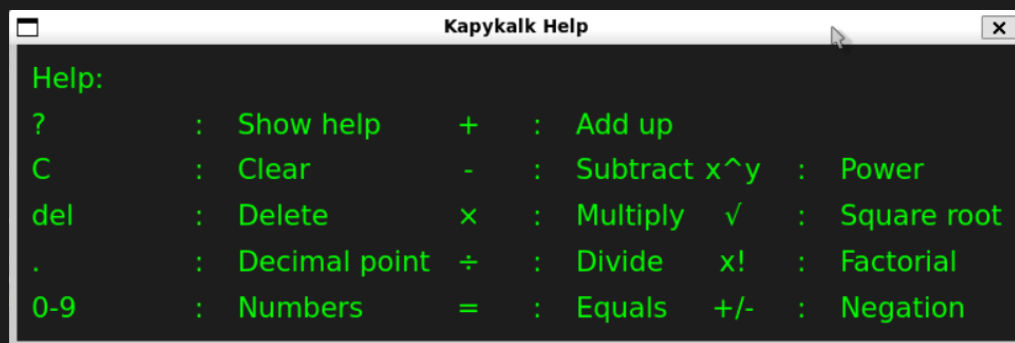 Kapykalk Help
Help:
? : Show help + : Add up
C : Clear - : Subtract x^y : Power
del : Delete × : Multiply √ : Square root
. : Decimal point ÷ : Divide x! : Factorial
0-9 : Numbers = : Equals +/- : Negation